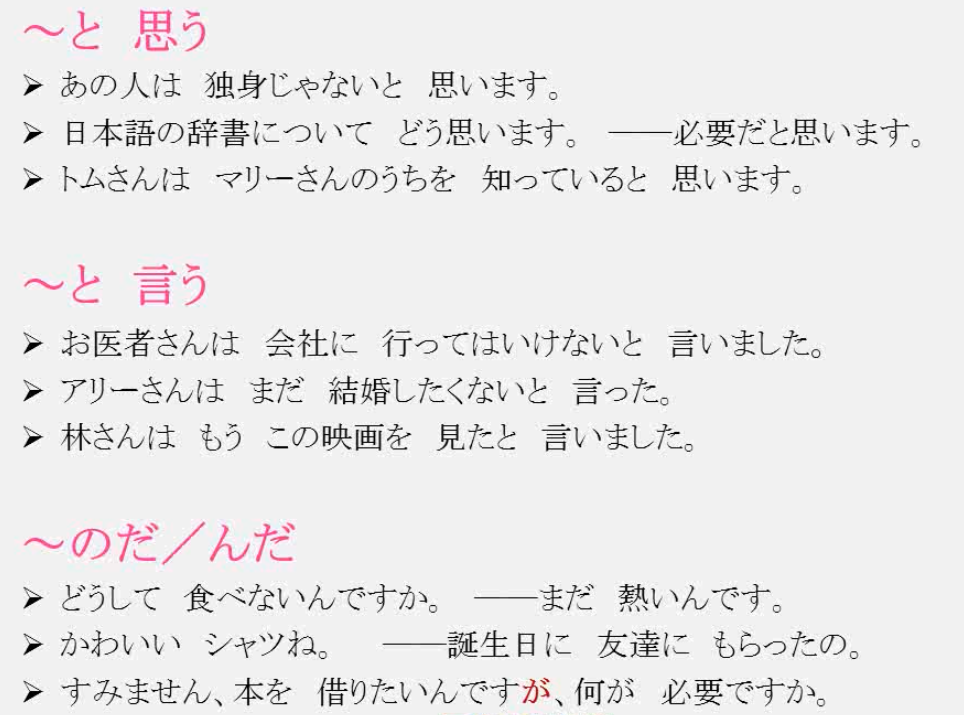 ～と　思う
➤ あの人は　独身じゃないと　思います。
➤ 日本語の辞書について　どう思います。　——必要だと思います。
➤ トムさんは　マリーさんのうちを　知っていると　思います。
～と　言う
➤ お医者さんは　会社に　行ってはいけないと　言いました。
➤ アリーさんは　まだ　結婚したくないと　言った。
➤ 林さんは　もう　この映画を　見たと　言いました。
～のだ／んだ
➤ どうして　食べないんですか。　——まだ　熱いんです。
➤ かわいい　シャツね。　——誕生日に　友達に　もらったの。
➤ すみません、本を　借りたいんですが、何が　必要ですか。